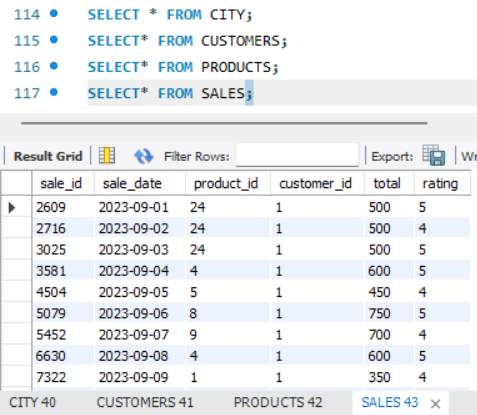 114 SELECT * FROM CITY;
115 SELECT* FROM CUSTOMERS;
116 SELECT* FROM PRODUCTS;
117 SELECT* FROM SALES;
Result Grid Filter Rows: Export: Wr
sale_id sale_date product_id customer_id total rating
2609 2023-09-01 24 1 500 5
2716 2023-09-02 24 1 500 4
3025 2023-09-03 24 1 500 5
3581 2023-09-04 4 1 600 5
4504 2023-09-05 5 1 450 4
5079 2023-09-06 8 1 750 5
5452 2023-09-07 9 1 700 4
6630 2023-09-08 4 1 600 5
7322 2023-09-09 1 1 350 4
CITY 40 CUSTOMERS 41 PRODUCTS 42 SALES 43